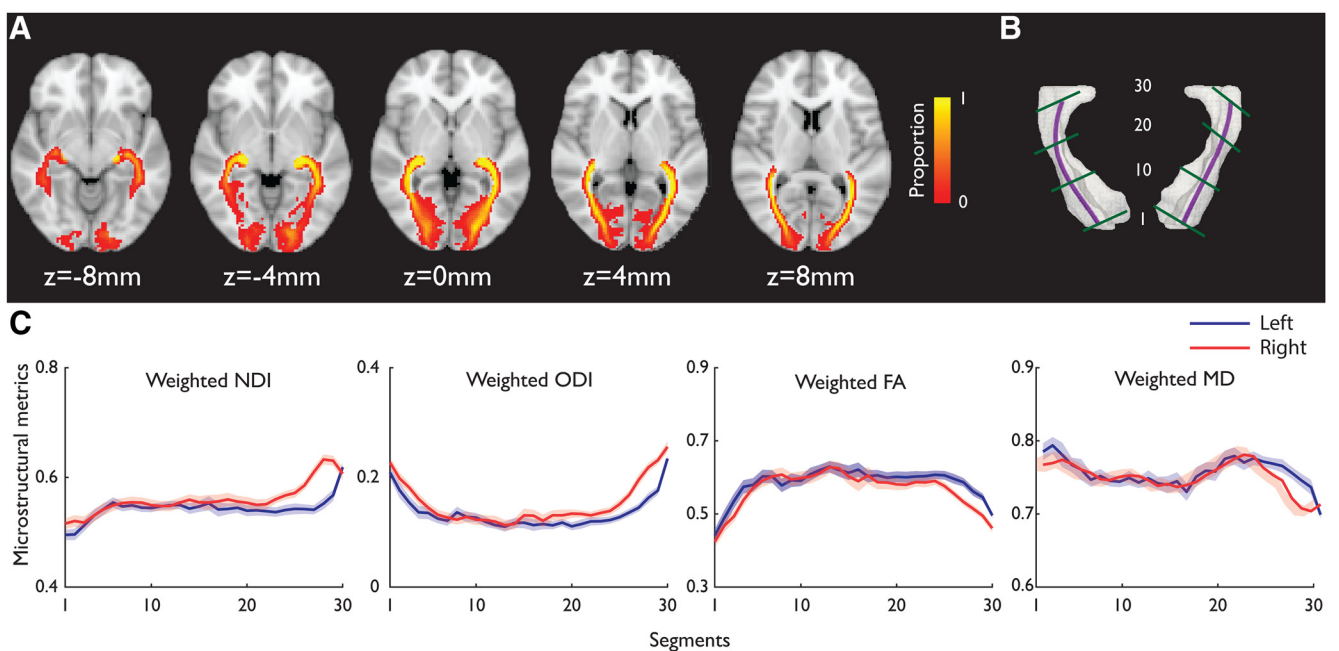 A
B
z=-8mm
z=-4mm
z=0mm
z=4mm
z=8mm
Proportion
1
0
30
20
10
1
C
Left
Right
Microstructural metrics
Weighted NDI
0.8
0.6
0.4
1 10 20 30
Weighted ODI
0.4
0.2
0
1 10 20 30
Weighted FA
0.9
0.7
0.5
0.3
1 10 20 30
Weighted MD
0.9
0.8
0.7
0.6
1 10 20 30
Segments